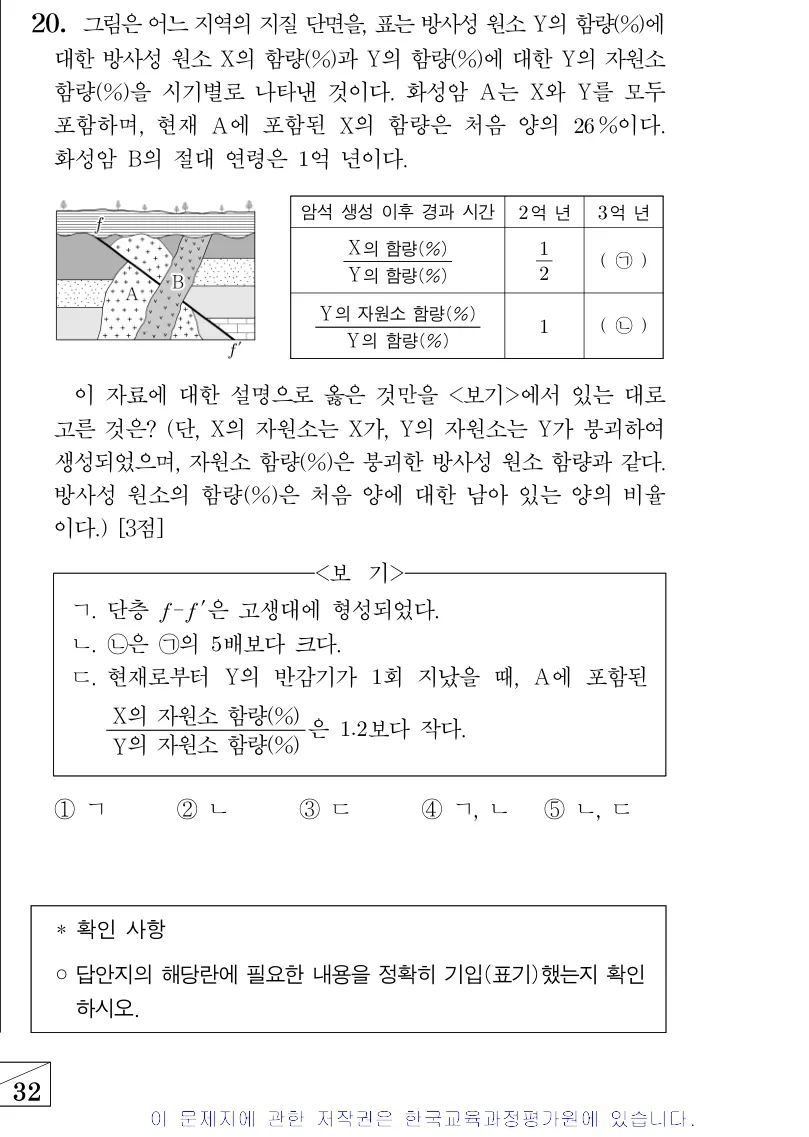 20. 그림은 어느 지역의 지질 단면을, 표는 방사성 원소 Y의 함량(%)에
대한 방사성 원소 X의 함량(%)과 Y의 함량(%)에 대한 Y의 자원소
함량(%)을 시기별로 나타낸 것이다. 화성암 A는 X와 Y를 모두
포함하며, 현재 A에 포함된 X의 함량은 처음 양의 26%이다.
화성암 B의 절대 연령은 1억 년이다.
f
A
B
f′
암석 생성 이후 경과 시간 2억 년 3억 년
X의 함량(%)
Y의 함량(%)
1
2
( ㉠ )
Y의 자원소 함량(%)
Y의 함량(%)
1
( ㉡ )
이 자료에 대한 설명으로 옳은 것만을 <보기>에서 있는 대로
고른 것은? (단, X의 자원소는 X가, Y의 자원소는 Y가 붕괴하여
생성되었으며, 자원소 함량(%)은 붕괴한 방사성 원소 함량과 같다.
방사성 원소의 함량(%)은 처음 양에 대한 남아 있는 양의 비율
이다.) [3점]
<보 기>
ㄱ. 단층 f-f′은 고생대에 형성되었다.
ㄴ. ㉡은 ㉠의 5배보다 크다.
ㄷ. 현재로부터 Y의 반감기가 1회 지났을 때, A에 포함된
X의 자원소 함량(%)
Y의 자원소 함량(%)
은 1.2보다 작다.
① ㄱ ② ㄴ ③ ㄷ ④ ㄱ, ㄴ ⑤ ㄴ, ㄷ
* 확인 사항
○ 답안지의 해당란에 필요한 내용을 정확히 기입(표기)했는지 확인
하시오.
32
이 문제지에 관한 저작권은 한국교육과정평가원에 있습니다.